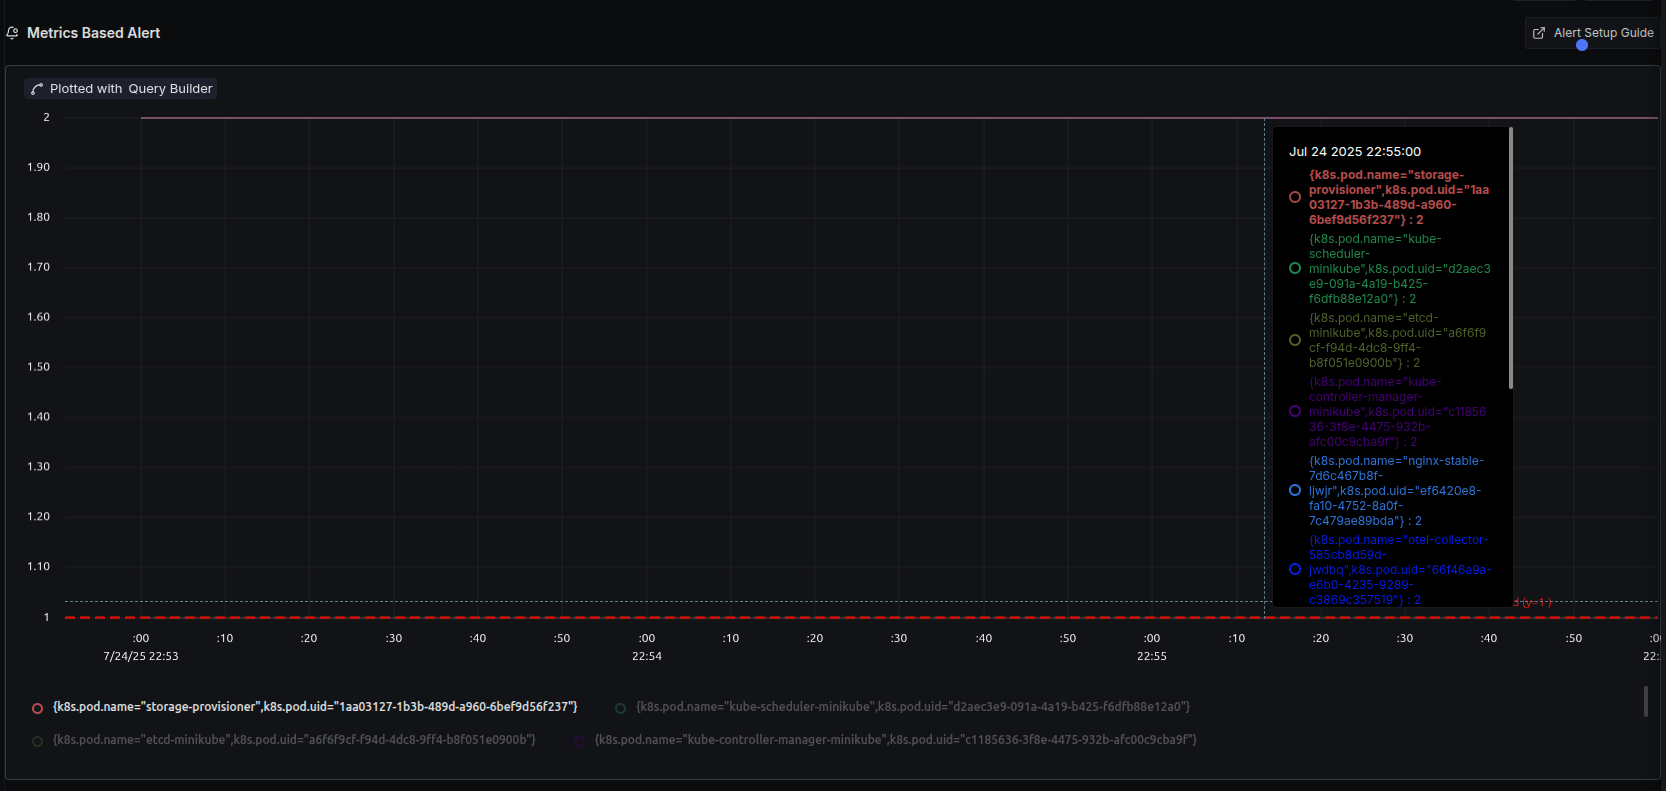 Metrics Based Alert
Alert Setup Guide
Plotted with Query Builder
2
1.90
1.80
1.70
1.60
1.50
1.40
1.30
1.20
1.10
1
Jul 24 2025 22:55:00
{k8s.pod.name="storage-
provisioner",k8s.pod.uid="1aa
03127-1b3b-489d-a960-
6bef9d56f237"} : 2
{k8s.pod.name="kube-
scheduler-
minikube",k8s.pod.uid="d2aec3
e9-091a-4a19-b425-
f6dfb88e12a0"} : 2
{k8s.pod.name="etcd-
minikube",k8s.pod.uid="a6f6f9
cf-f94d-4dc8-9ff4-
b8f051e0900b"} : 2
{k8s.pod.name="kube-
controller-manager-
minikube",k8s.pod.uid="c11856
36-3f8e-4475-932b-
afc00c9cba9f"} : 2
{k8s.pod.name="nginx-stable-
7d6c467b8f-
ljwjr",k8s.pod.uid="ef6420e8-
fa10-4752-8a0f-
7c479ae89bda"} : 2
{k8s.pod.name="otel-collector-
585cb8d59d-
jwdbq",k8s.pod.uid="66f46a9a-
e6b0-4235-9289-
c3869c357519"} : 2
d (y=1 )
:00 :10 :20 :30 :40 :50 :00 :10 :20 :30 :40 :50 :00 :10 :20 :30 :40 :50 :0
7/24/25 22:53 22:54 22:55 22:
{k8s.pod.name="storage-provisioner",k8s.pod.uid="1aa03127-1b3b-489d-a960-6bef9d56f237"} {k8s.pod.name="kube-scheduler-minikube",k8s.pod.uid="d2aec3e9-091a-4a19-b425-f6dfb88e12a0"}
{k8s.pod.name="etcd-minikube",k8s.pod.uid="a6f6f9cf-f94d-4dc8-9ff4-b8f051e0900b"} {k8s.pod.name="kube-controller-manager-minikube",k8s.pod.uid="c1185636-3f8e-4475-932b-afc00c9cba9f"}